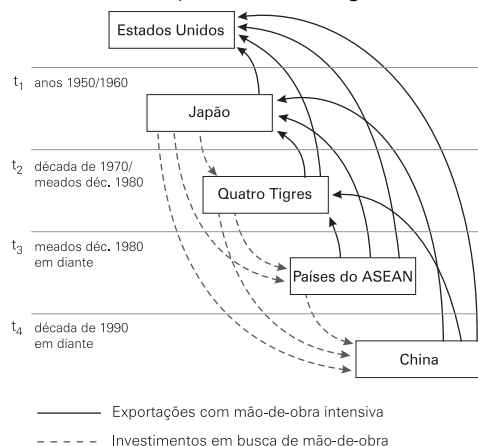 Estados Unidos
t1 anos 1950/1960
Japão
t2 década de 1970/
meados déc. 1980
Quatro Tigres
t3 meados déc. 1980
em diante
Países do ASEAN
t4 década de 1990
em diante
China
Exportações com mão-de-obra intensiva
Investimentos em busca de mão-de-obra